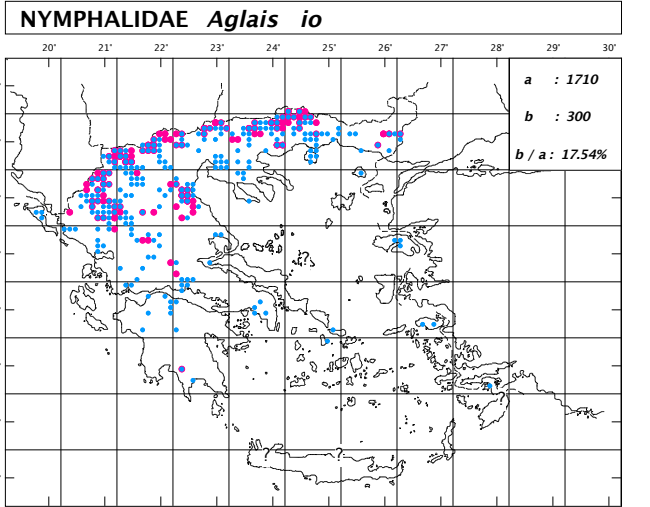 NYMPHALIDAE Aglais io
20° 21° 22° 23° 24° 25° 26° 27° 28° 29° 30°
a : 1710
b : 300
b / a : 17.54%
?
? ?